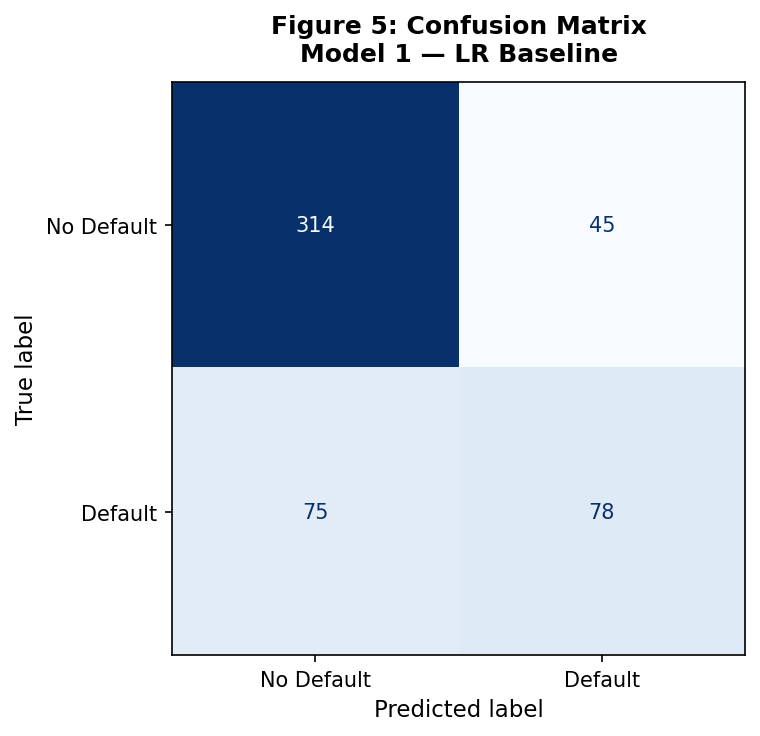 Figure 5: Confusion Matrix
Model 1 — LR Baseline
True label
No Default
314
45
Default
75
78
No Default
Default
Predicted label